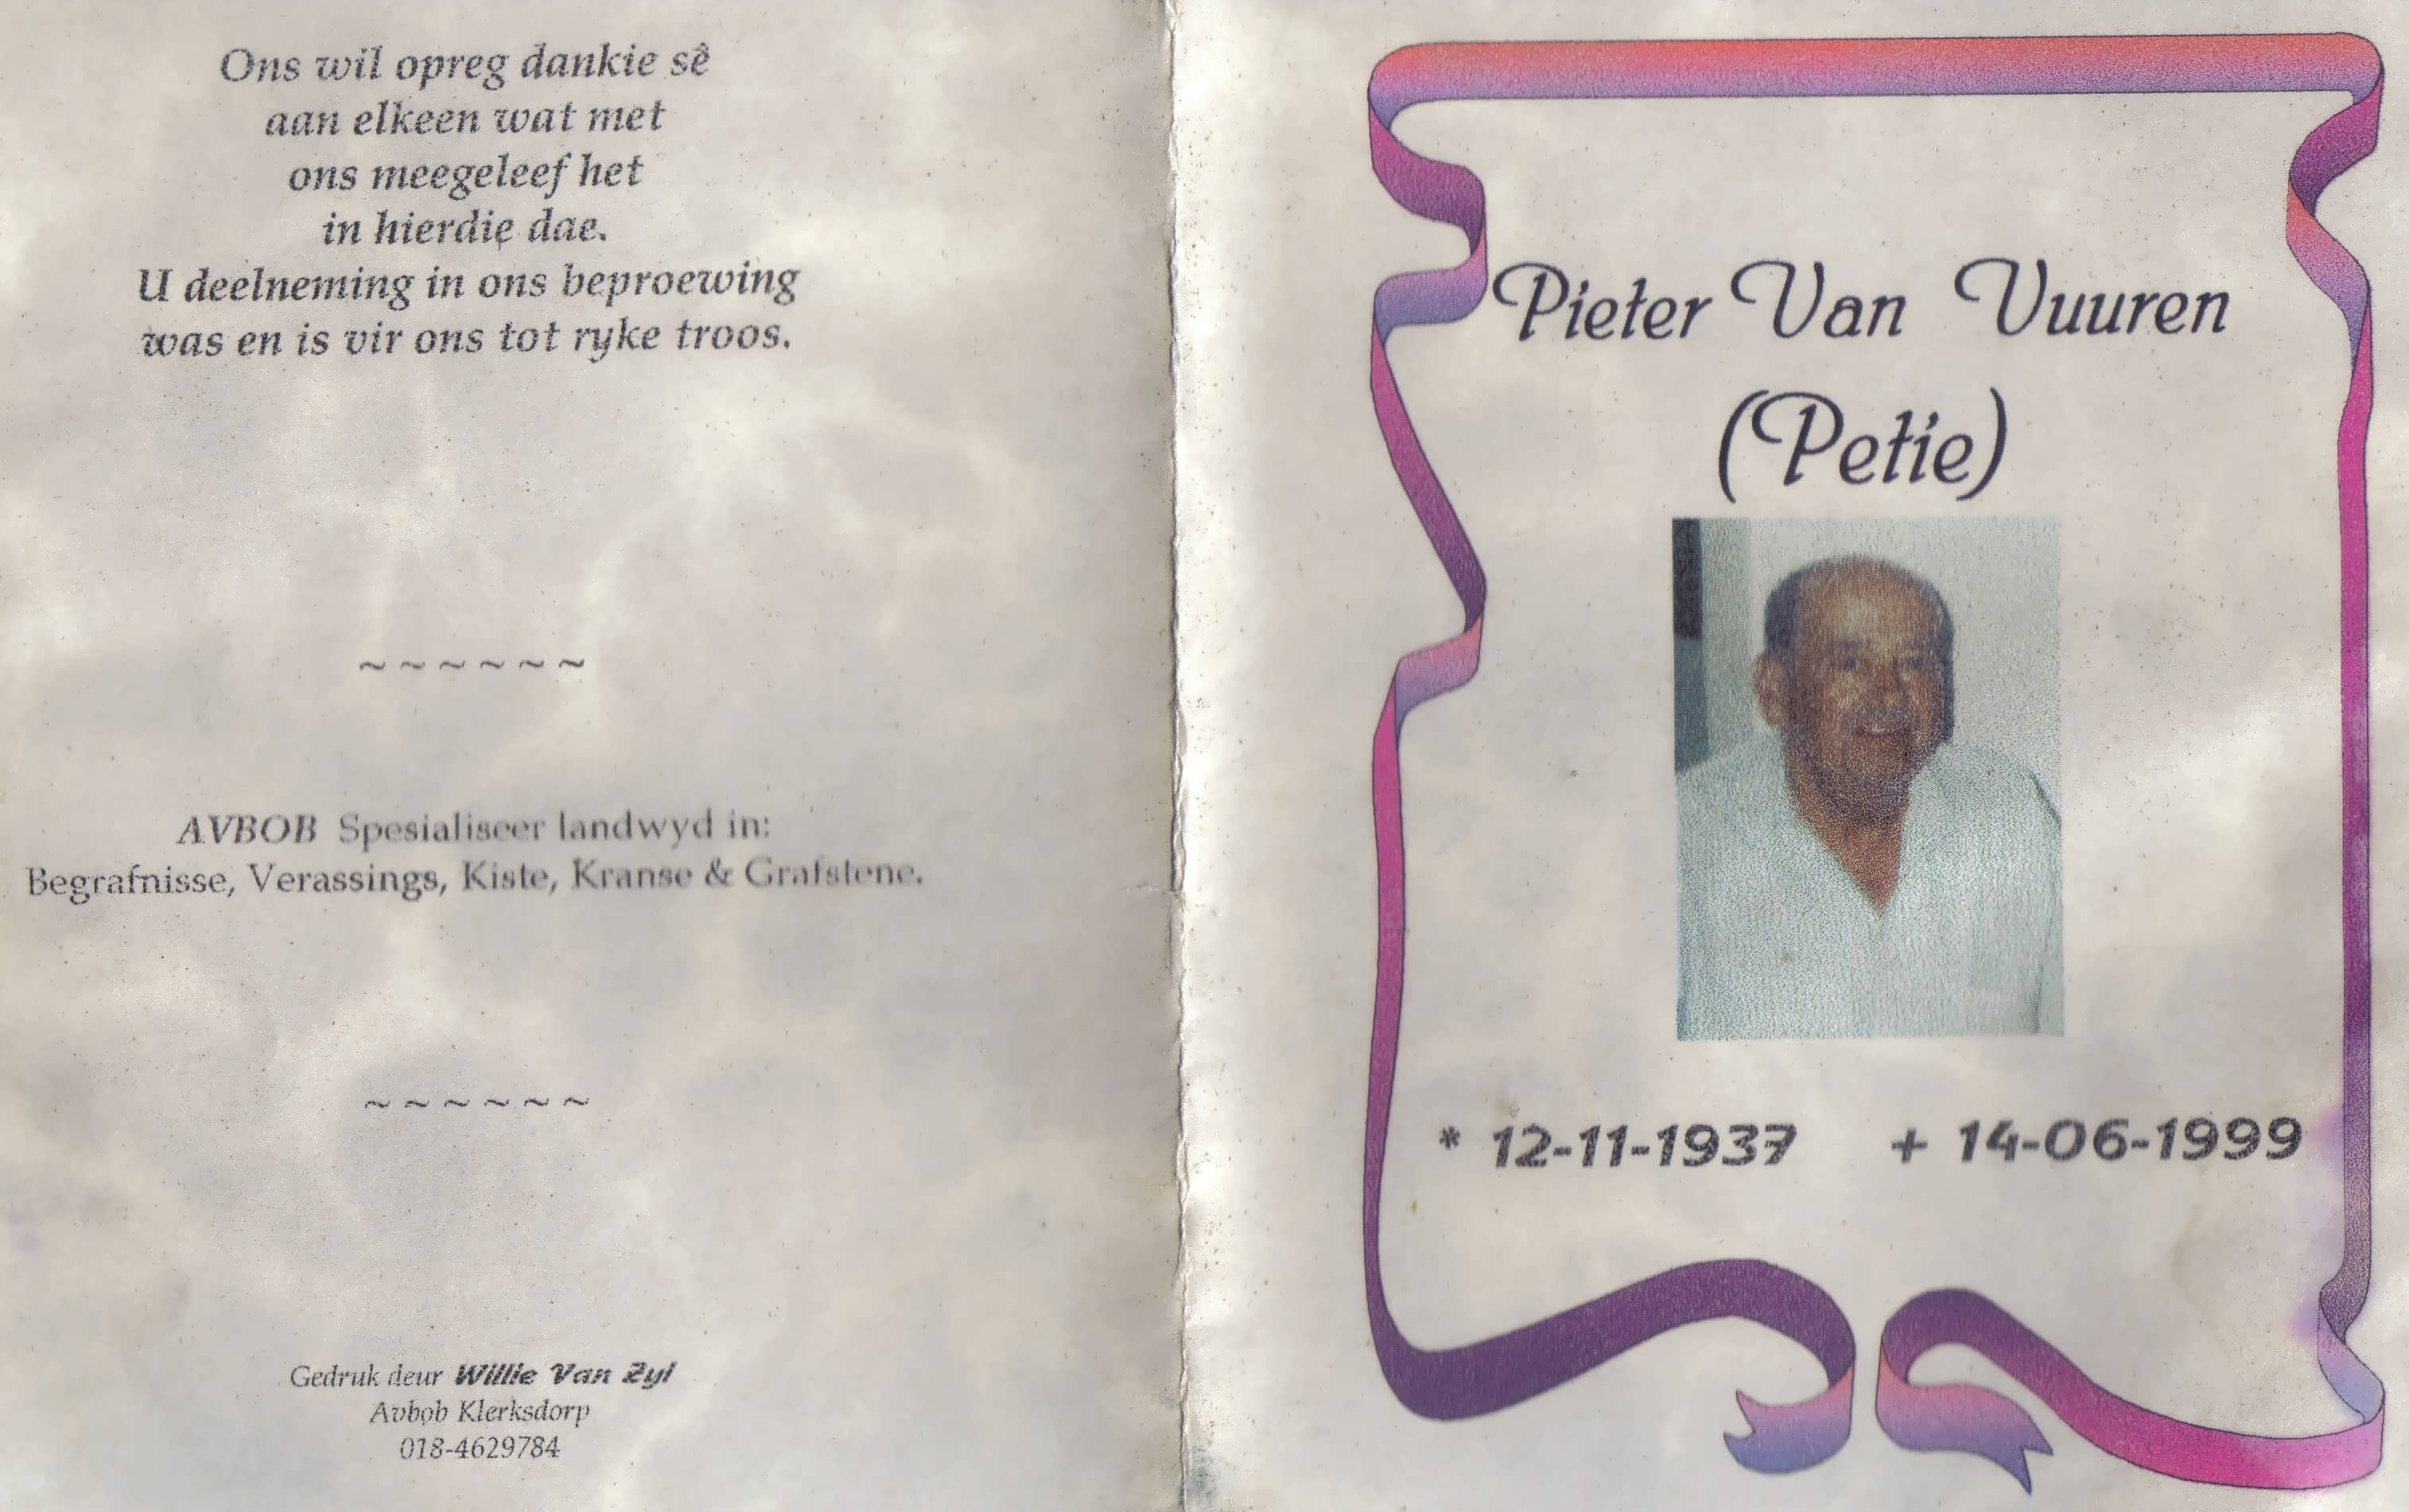 Ons wil opreg dankie sê
aan elkeen wat met
ons meegeleef het
in hierdie dae.
U deelneming in ons beproewing
was en is vir ons tot ryke troos.
~ ~ ~ ~ ~ ~
AVBOB Spesialiseer landwyd in:
Begrafnisse, Verassings, Kiste, Kranse & Grafstene.
~ ~ ~ ~ ~ ~
Gedruk deur Willie Van Zyl
Avbob Klerksdorp
018-4629784
Pieter Van Vuuren
(Petie)
* 12-11-1937 + 14-06-1999